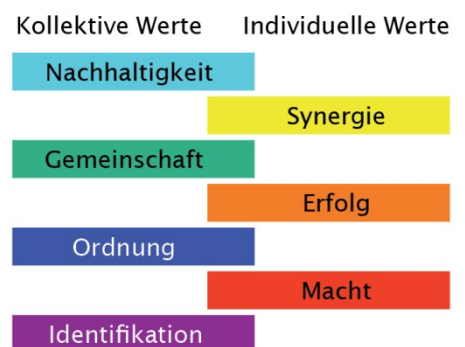 Kollektive Werte Individuelle Werte
Nachhaltigkeit
Synergie
Gemeinschaft
Erfolg
Ordnung
Macht
Identifikation